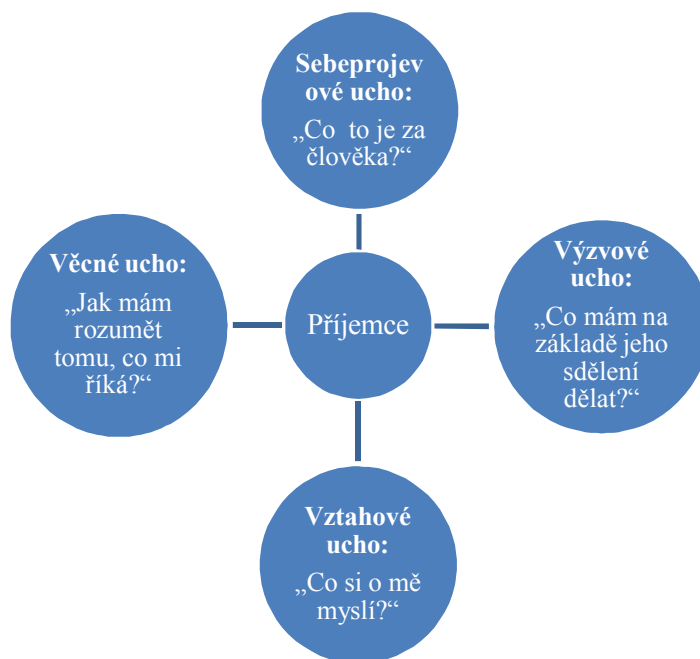 Sebeprojev
ové ucho:
„Co to je za
člověka?“
Věcné ucho:
„Jak mám
rozumět
tomu, co mi
říká?“
Příjemce
Výzvové
ucho:
„Co mám na
základě jeho
sdělení
dělat?“
Vztahové
ucho:
„Co si o mě
myslí?“